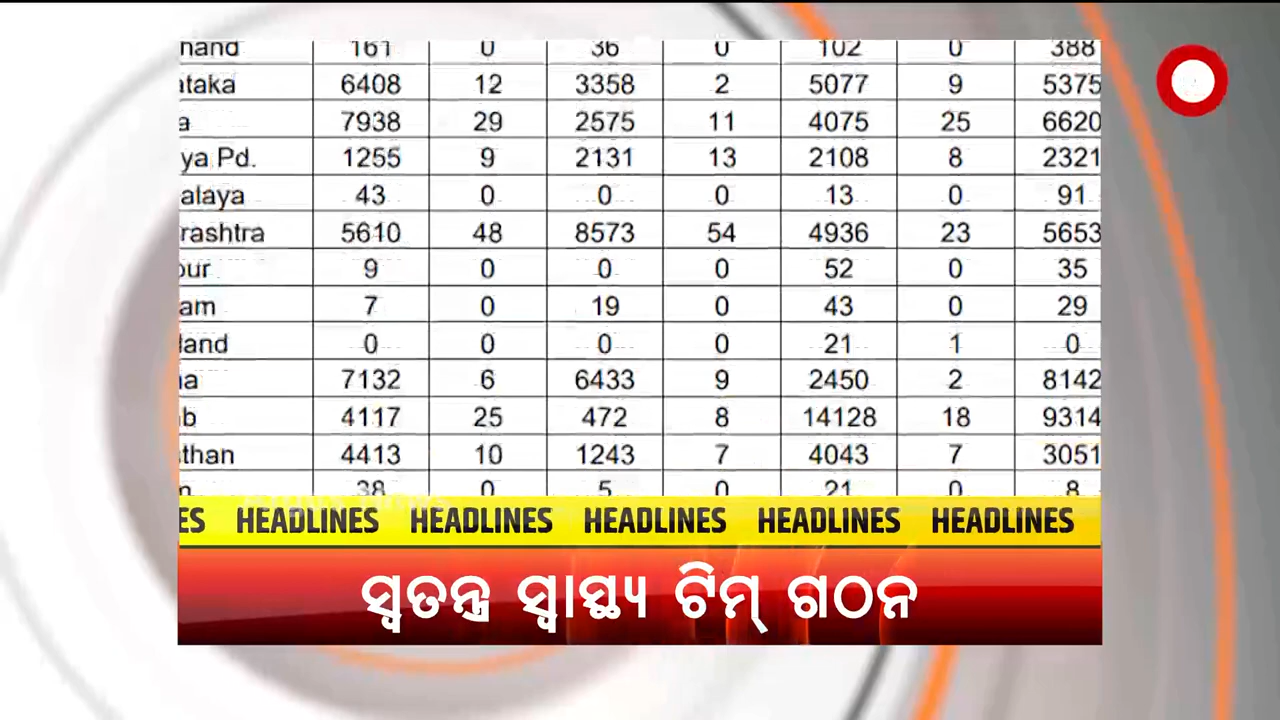 nand 161 0 36 0 102 0 388
ataka 6408 12 3358 2 5077 9 5375
a 7938 29 2575 11 4075 25 6620
ya Pd. 1255 9 2131 13 2108 8 2321
alaya 43 0 0 0 13 0 91
rashtra 5610 48 8573 54 4936 23 5653
pur 9 0 0 0 52 0 35
am 7 0 19 0 43 0 29
land 0 0 0 0 21 1 0
na 7132 6 6433 9 2450 2 8142
ab 4117 25 472 8 14128 18 9314
sthan 4413 10 1243 7 4043 7 3051
m 38 0 5 0 21 0 8
ES HEADLINES HEADLINES HEADLINES HEADLINES HEADLINES
ସ୍ୱତନ୍ତ୍ର ସ୍ୱାସ୍ଥ୍ୟ ଟିମ୍ ଗଠନ